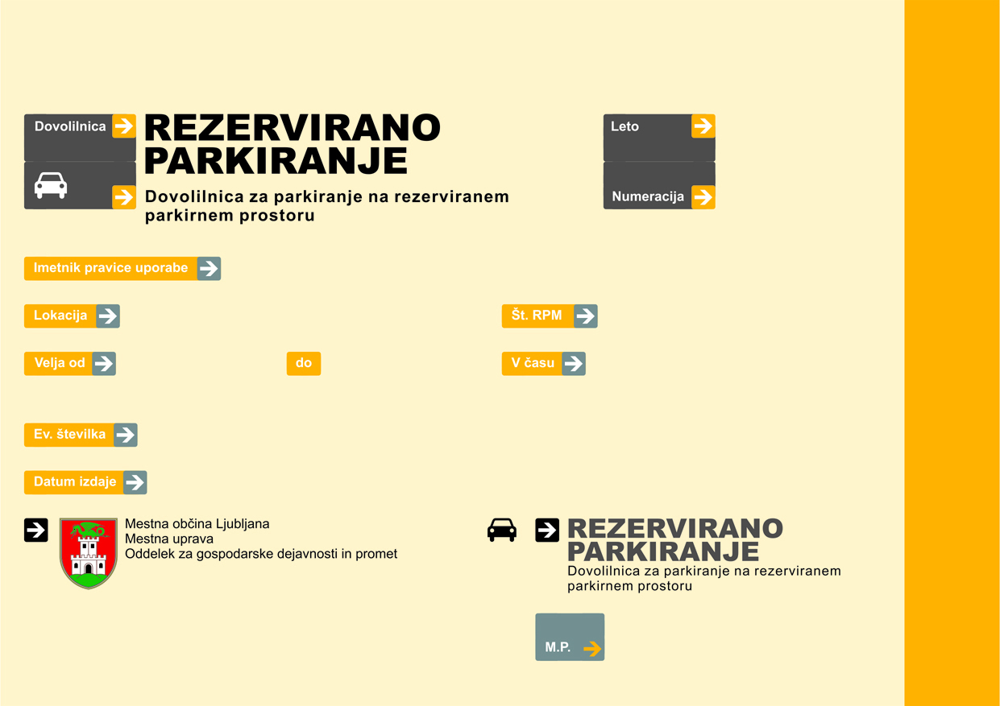 Dovolilnica
REZERVIRANO
PARKIRANJE
Dovolilnica za parkiranje na rezerviranem
parkirnem prostoru
Leto
Numeracija
Imetnik pravice uporabe
Lokacija
Št. RPM
Velja od
do
V času
Ev. številka
Datum izdaje
Mestna občina Ljubljana
Mestna uprava
Oddelek za gospodarske dejavnosti in promet
REZERVIRANO
PARKIRANJE
Dovolilnica za parkiranje na rezerviranem
parkirnem prostoru
M.P.